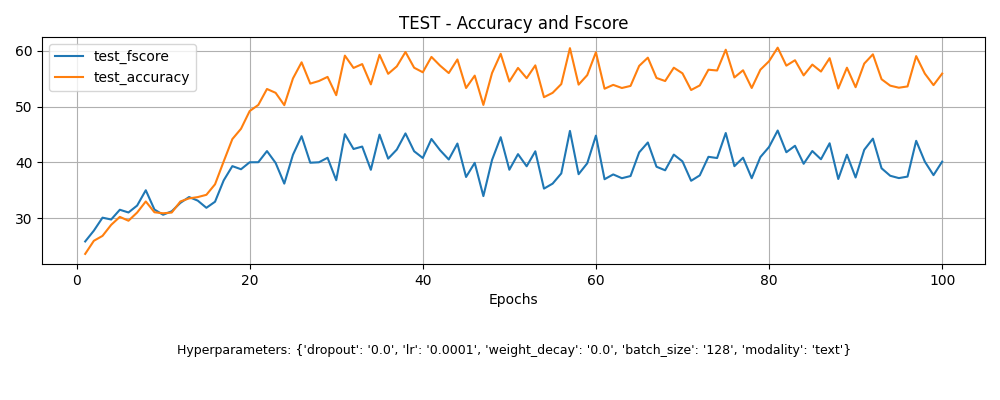 TEST - Accuracy and Fscore
test_fscore
test_accuracy
60
50
40
30
0 20 40 60 80 100
Epochs
Hyperparameters: {'dropout': '0.0', 'lr': '0.0001', 'weight_decay': '0.0', 'batch_size': '128', 'modality': 'text'}